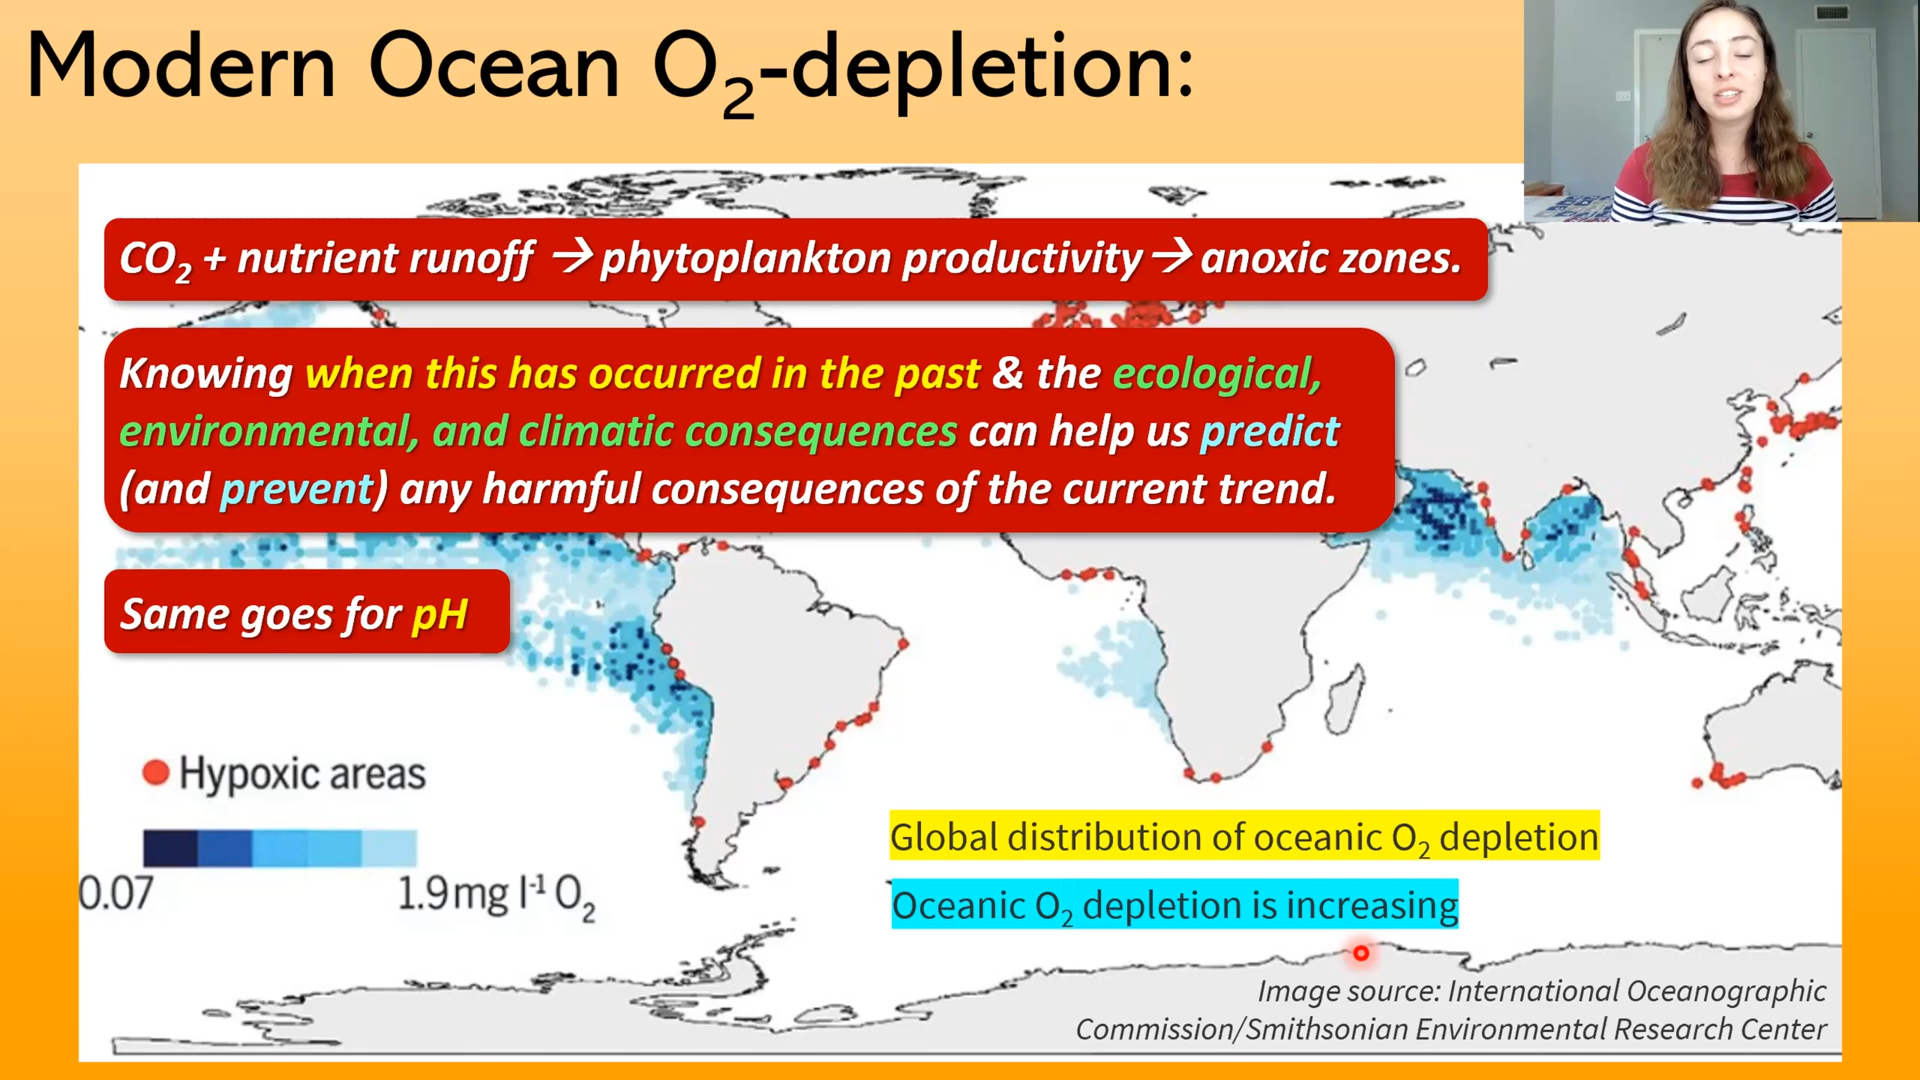 Modern Ocean O₂-depletion:
CO₂ + nutrient runoff → phytoplankton productivity → anoxic zones.
Knowing when this has occurred in the past & the ecological,
environmental, and climatic consequences can help us predict
(and prevent) any harmful consequences of the current trend.
Same goes for pH
Hypoxic areas
0.07 1.9 mg l⁻¹ O₂
Global distribution of oceanic O₂ depletion
Oceanic O₂ depletion is increasing
Image source: International Oceanographic
Commission/Smithsonian Environmental Research Center